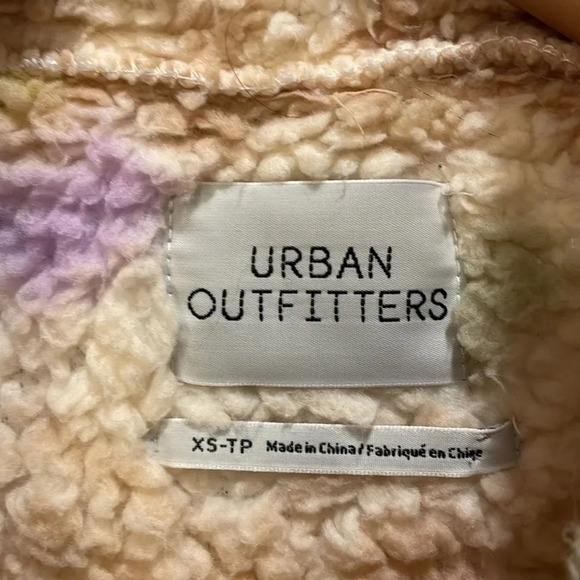 URBAN
OUTFITTERS
XS-TP Made in China / Fabriqué en Chine